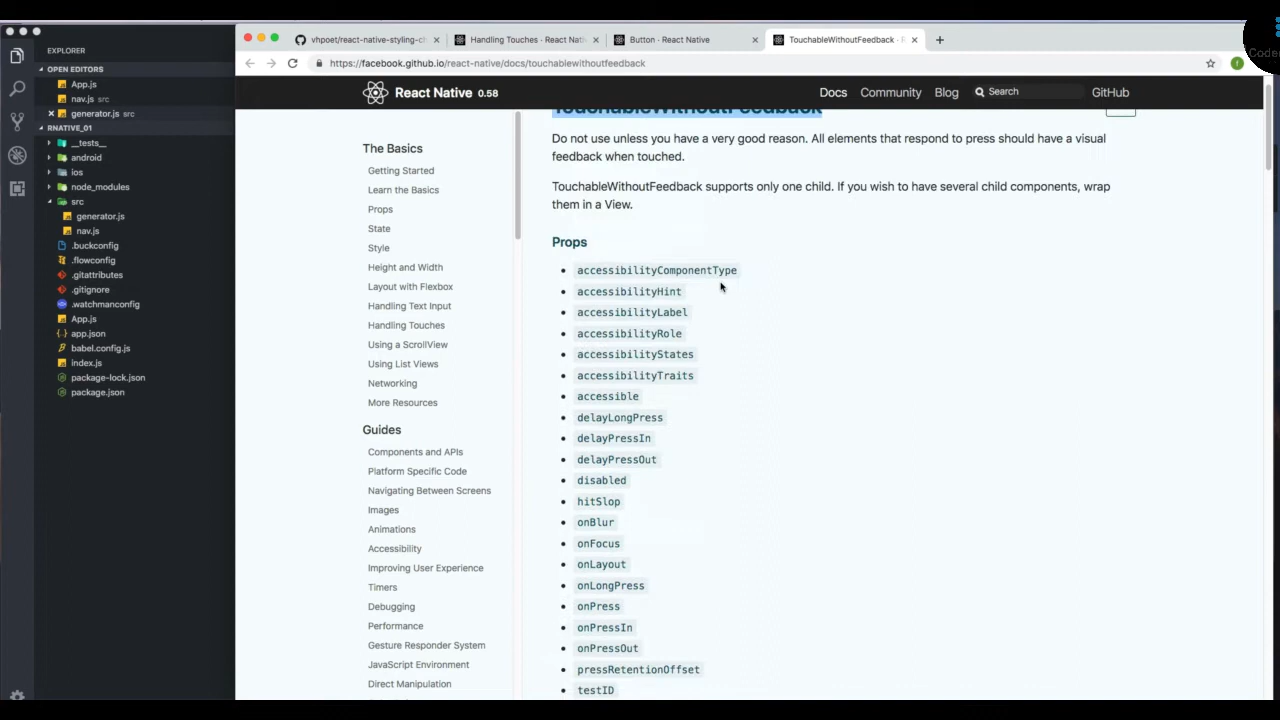 EXPLORER
OPEN EDITORS
App.js
nav.js src
generator.js src
RNATIVE_01
__tests__
android
ios
node_modules
src
generator.js
nav.js
.buckconfig
.flowconfig
.gitattributes
.gitignore
.watchmanconfig
App.js
app.json
babel.config.js
index.js
package-lock.json
package.json
vhpoet/react-native-styling-c
Handling Touches · React Nati
Button · React Native
TouchableWithoutFeedback · R
https://facebook.github.io/react-native/docs/touchablewithoutfeedback
React Native 0.58
Docs Community Blog Search GitHub
The Basics
Getting Started
Learn the Basics
Props
State
Style
Height and Width
Layout with Flexbox
Handling Text Input
Handling Touches
Using a ScrollView
Using List Views
Networking
More Resources
Guides
Components and APIs
Platform Specific Code
Navigating Between Screens
Images
Animations
Accessibility
Improving User Experience
Timers
Debugging
Performance
Gesture Responder System
JavaScript Environment
Direct Manipulation
TouchableWithoutFeedback
Do not use unless you have a very good reason. All elements that respond to press should have a visual
feedback when touched.
TouchableWithoutFeedback supports only one child. If you wish to have several child components, wrap
them in a View.
Props
accessibilityComponentType
accessibilityHint
accessibilityLabel
accessibilityRole
accessibilityStates
accessibilityTraits
accessible
delayLongPress
delayPressIn
delayPressOut
disabled
hitSlop
onBlur
onFocus
onLayout
onLongPress
onPress
onPressIn
onPressOut
pressRetentionOffset
testID